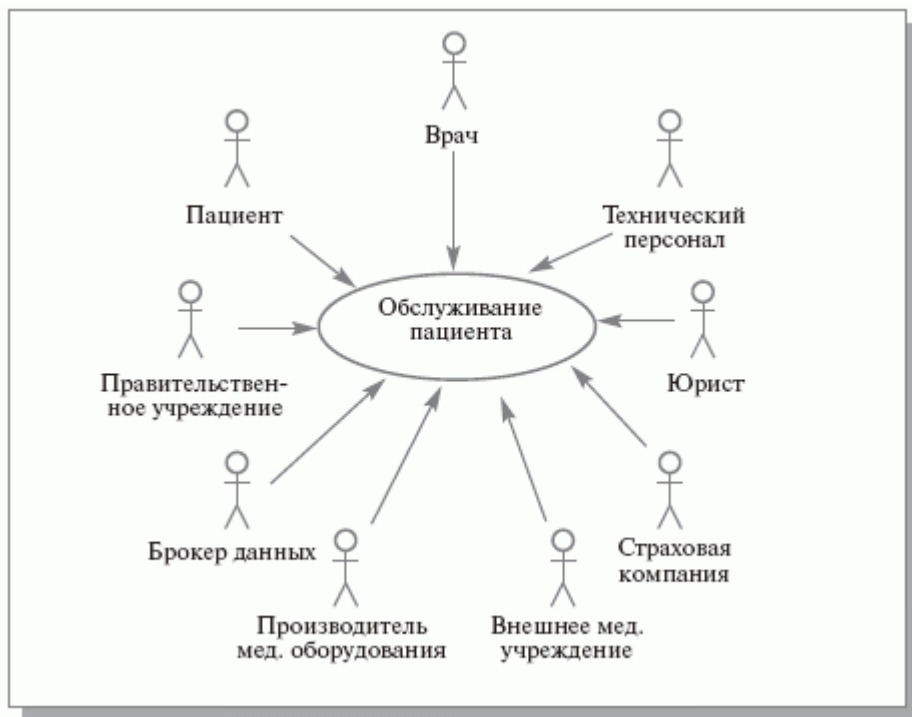 Врач
Пациент
Технический
персонал
Обслуживание
пациента
Правительствен-
ное учреждение
Юрист
Брокер данных
Страховая
компания
Производитель
мед. оборудования
Внешнее мед.
учреждение